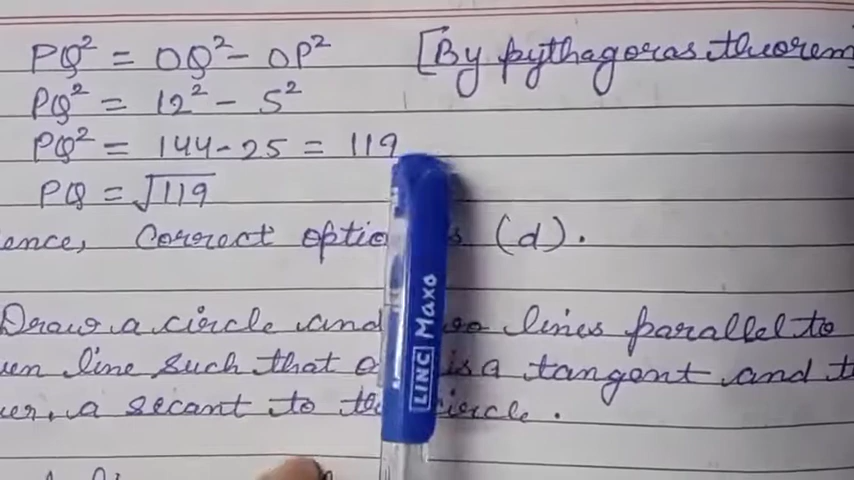 PQ² = OQ² - OP² [By pythagoras theorem
PQ² = 12² - 5²
PQ² = 144 - 25 = 119
PQ = √119
ence, Correct optio s (d).
Draw a circle and lines parallel to
en line such that is a tangent and
er, a secant to the circle.
LINC Maxo